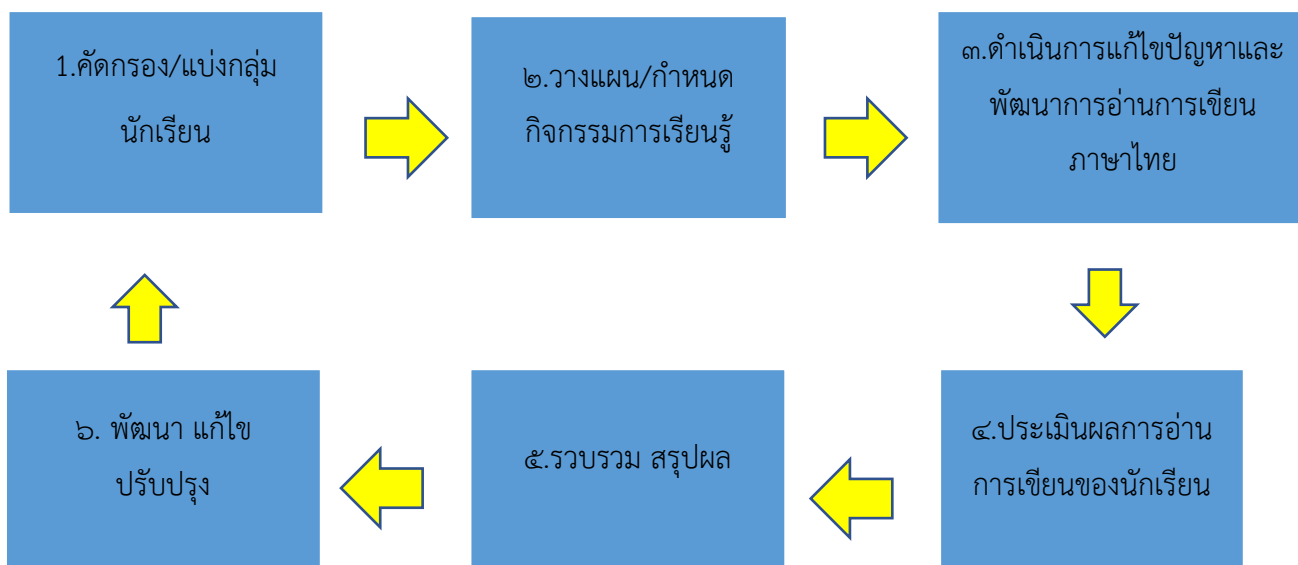 1.คัดกรอง/แบ่งกลุ่ม
นักเรียน
๒.วางแผน/กำหนด
กิจกรรมการเรียนรู้
๓.ดำเนินการแก้ไขปัญหาและ
พัฒนาการอ่านการเขียน
ภาษาไทย
๔.ประเมินผลการอ่าน
การเขียนของนักเรียน
๕.รวบรวม สรุปผล
๖. พัฒนา แก้ไข
ปรับปรุง